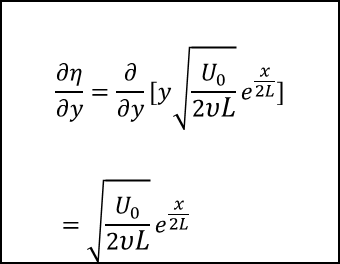 ∂η/∂y = ∂/∂y [y √(U₀/2υL) e^(x/2L)]
= √(U₀/2υL) e^(x/2L)